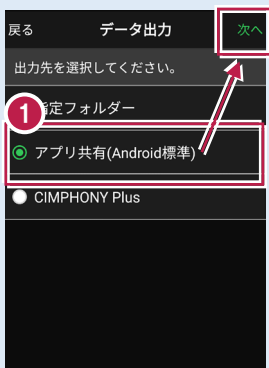 戻る データ出力 次へ
出力先を選択してください。
1 定フォルダー
アプリ共有(Android標準)
CIMPHONY Plus